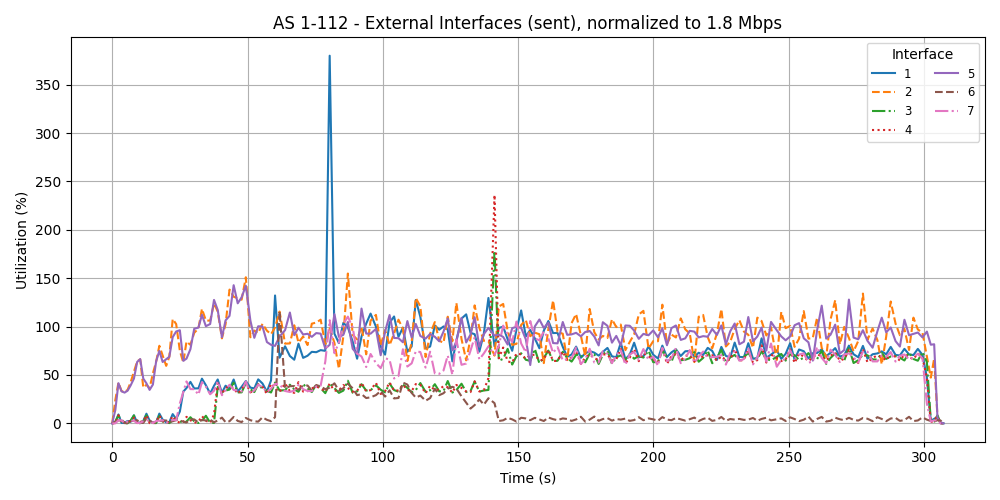 AS 1-112 - External Interfaces (sent), normalized to 1.8 Mbps
Utilization (%)
350
300
250
200
150
100
50
0
0 50 100 150 200 250 300
Time (s)
Interface
1 5
2 6
3 7
4